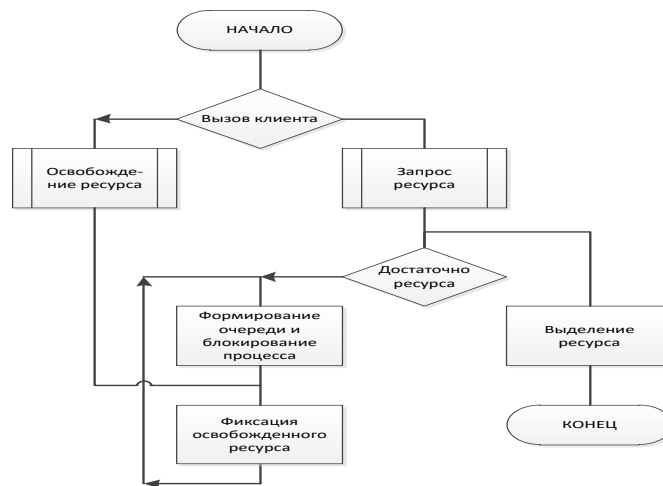 НАЧАЛО
Вызов клиента
Освобожде-
ние ресурса
Запрос
ресурса
Достаточно
ресурса
Формирование
очереди и
блокирование
процесса
Выделение
ресурса
Фиксация
освобожденного
ресурса
КОНЕЦ